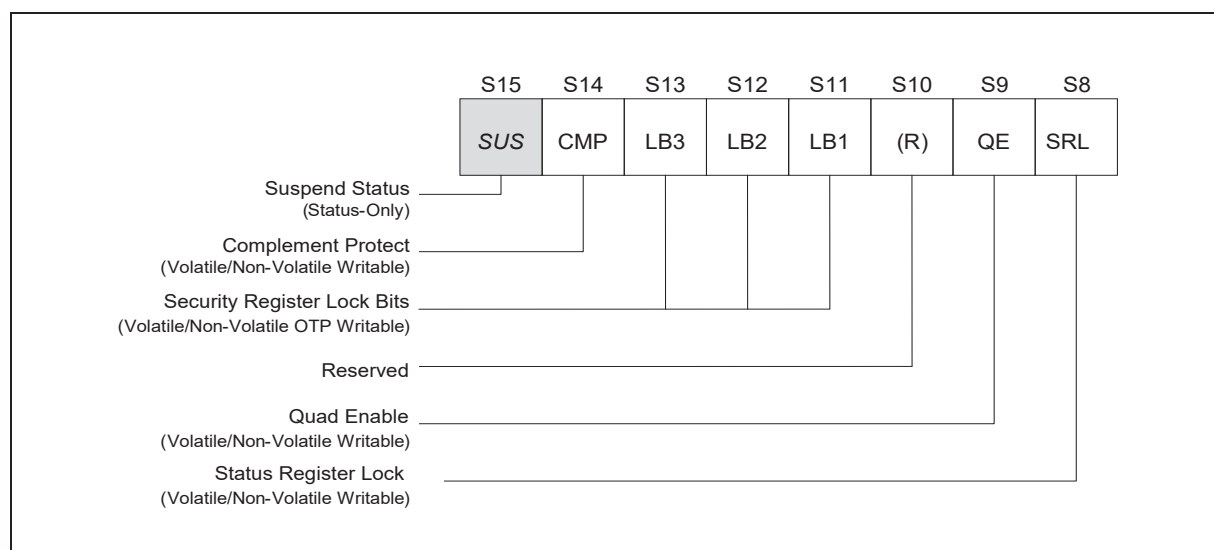 S15 S14 S13 S12 S11 S10 S9 S8
SUS CMP LB3 LB2 LB1 (R) QE SRL
Suspend Status
(Status-Only)
Complement Protect
(Volatile/Non-Volatile Writable)
Security Register Lock Bits
(Volatile/Non-Volatile OTP Writable)
Reserved
Quad Enable
(Volatile/Non-Volatile Writable)
Status Register Lock
(Volatile/Non-Volatile Writable)